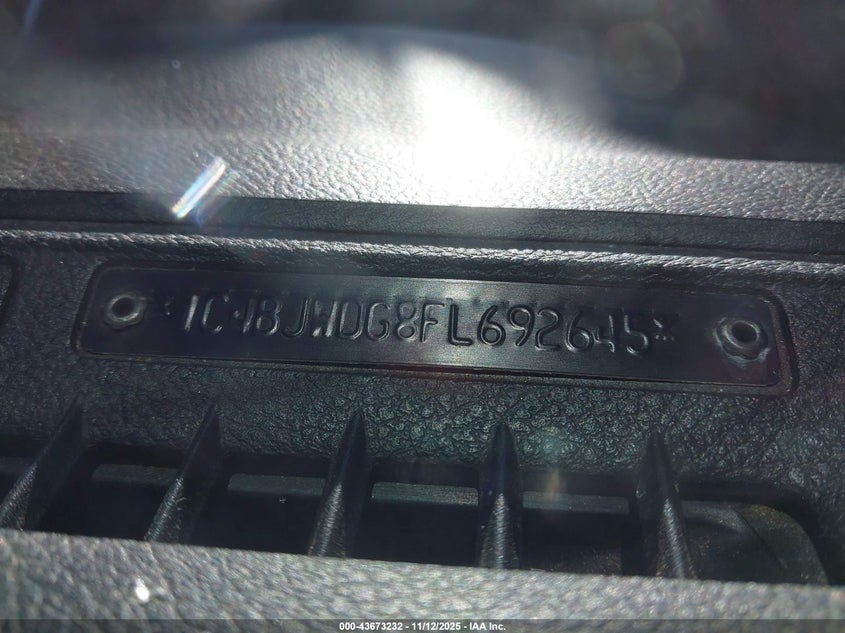 *1C4BJWDG8FL692645*
000-43673232 - 11/12/2025 - IAA Inc.